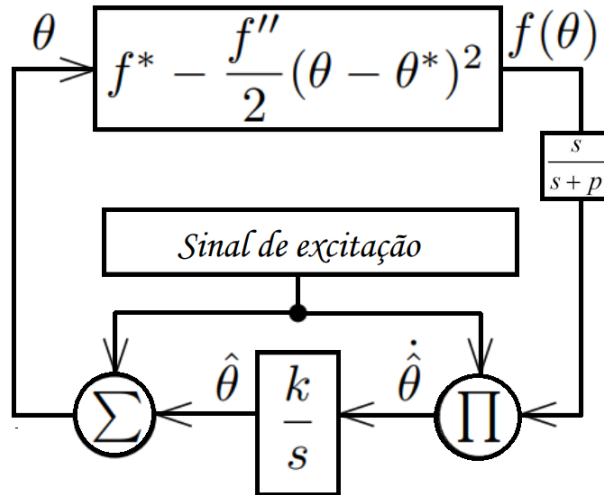 θ
f* − f''/2 (θ − θ*)²
f(θ)
s/(s + p)
Sinal de excitação
θ̂
k/s
θ̂̇
Σ
Π